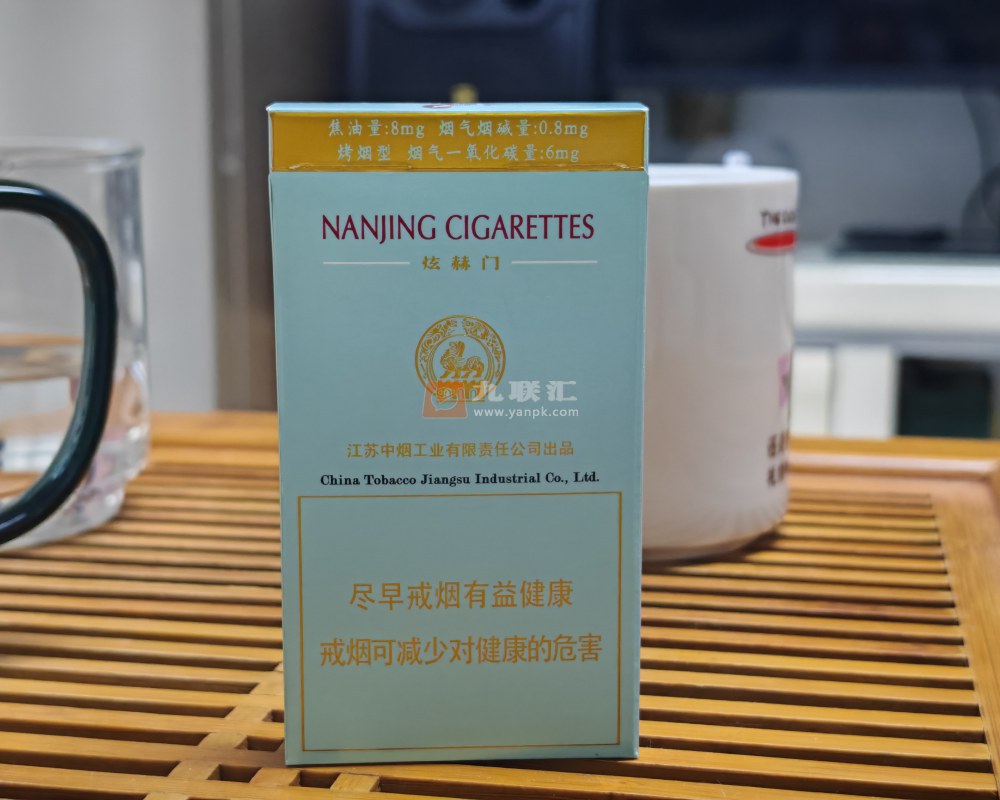 焦油量:8mg 烟气烟碱量:0.8mg
烤烟型 烟气一氧化碳量:6mg
NANJING CIGARETTES
炫赫门
九联汇
www.yanpk.com
江苏中烟工业有限责任公司出品
China Tobacco Jiangsu Industrial Co., Ltd.
尽早戒烟有益健康
戒烟可减少对健康的危害
THE